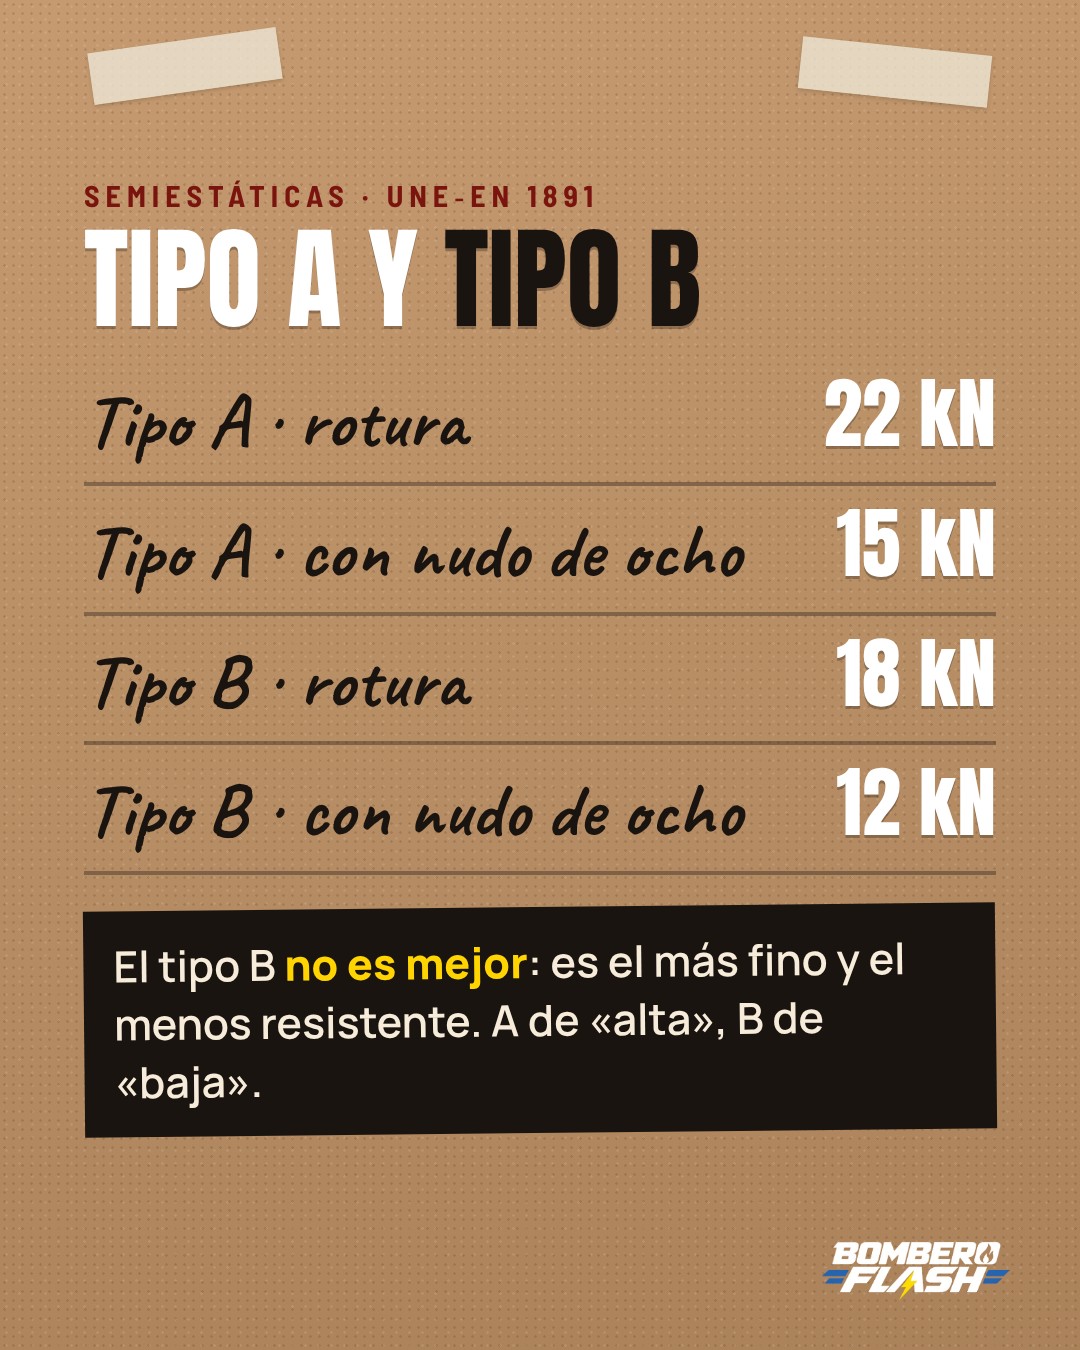 SEMIESTÁTICAS · UNE-EN 1891
TIPO A Y TIPO B
Tipo A · rotura 22 kN
Tipo A · con nudo de ocho 15 kN
Tipo B · rotura 18 kN
Tipo B · con nudo de ocho 12 kN
El tipo B no es mejor: es el más fino y el
menos resistente. A de «alta», B de
«baja».
BOMBERO
FLASH